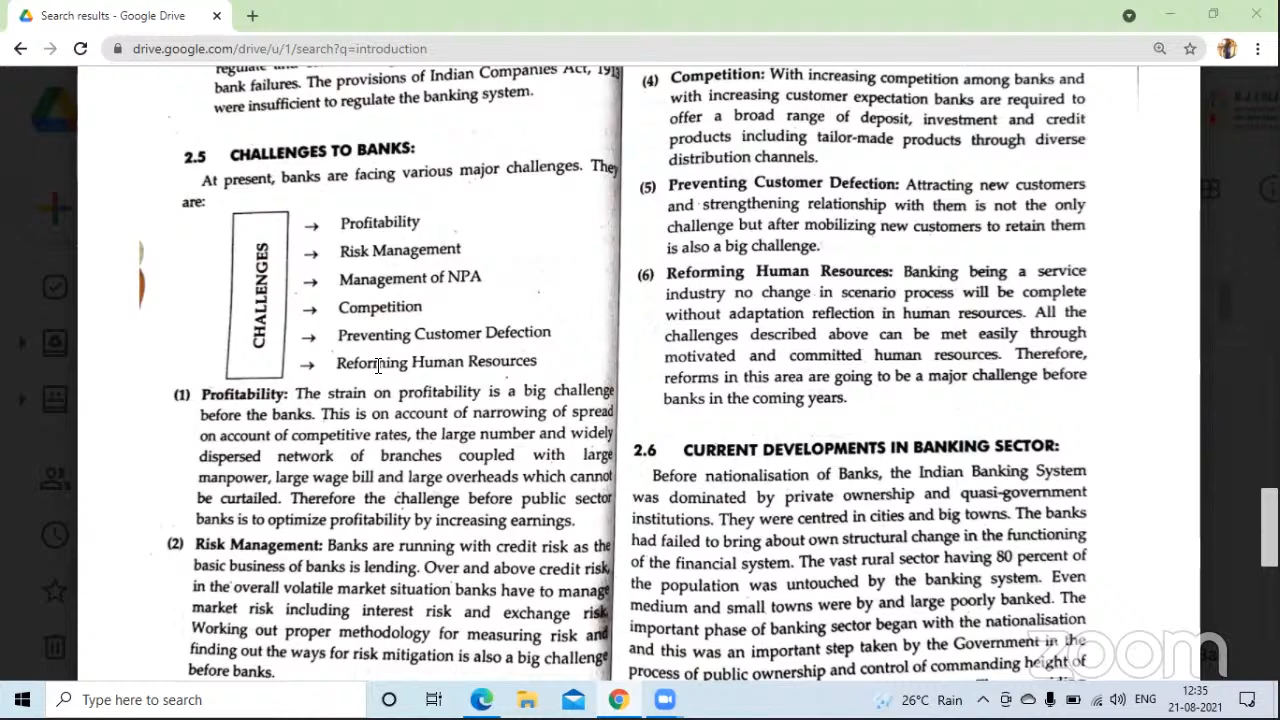 Search results - Google Drive
drive.google.com/drive/u/1/search?q=introduction
bank failures. The provisions of Indian Companies Act, 1913
were insufficient to regulate the banking system.
2.5 CHALLENGES TO BANKS:
At present, banks are facing various major challenges. They
are:
CHALLENGES
→ Profitability
→ Risk Management
→ Management of NPA
→ Competition
→ Preventing Customer Defection
→ Reforming Human Resources
(1) Profitability: The strain on profitability is a big challenge
before the banks. This is on account of narrowing of spread
on account of competitive rates, the large number and widely
dispersed network of branches coupled with large
manpower, large wage bill and large overheads which cannot
be curtailed. Therefore the challenge before public sector
banks is to optimize profitability by increasing earnings.
(2) Risk Management: Banks are running with credit risk as the
basic business of banks is lending. Over and above credit risk,
in the overall volatile market situation banks have to manage
market risk including interest risk and exchange risk.
Working out proper methodology for measuring risk and
finding out the ways for risk mitigation is also a big challenge
before banks.
(4) Competition: With increasing competition among banks and
with increasing customer expectation banks are required to
offer a broad range of deposit, investment and credit
products including tailor-made products through diverse
distribution channels.
(5) Preventing Customer Defection: Attracting new customers
and strengthening relationship with them is not the only
challenge but after mobilizing new customers to retain them
is also a big challenge.
(6) Reforming Human Resources: Banking being a service
industry no change in scenario process will be complete
without adaptation reflection in human resources. All the
challenges described above can be met easily through
motivated and committed human resources. Therefore,
reforms in this area are going to be a major challenge before
banks in the coming years.
2.6 CURRENT DEVELOPMENTS IN BANKING SECTOR:
Before nationalisation of Banks, the Indian Banking System
was dominated by private ownership and quasi-government
institutions. They were centred in cities and big towns. The banks
had failed to bring about own structural change in the functioning
of the financial system. The vast rural sector having 80 percent of
the population was untouched by the banking system. Even
medium and small towns were by and large poorly banked. The
important phase of banking sector began with the nationalisation
and this was an important step taken by the Government in the
process of public ownership and control of commanding height of
zoom
Type here to search
26°C Rain
ENG
12:35
21-08-2021